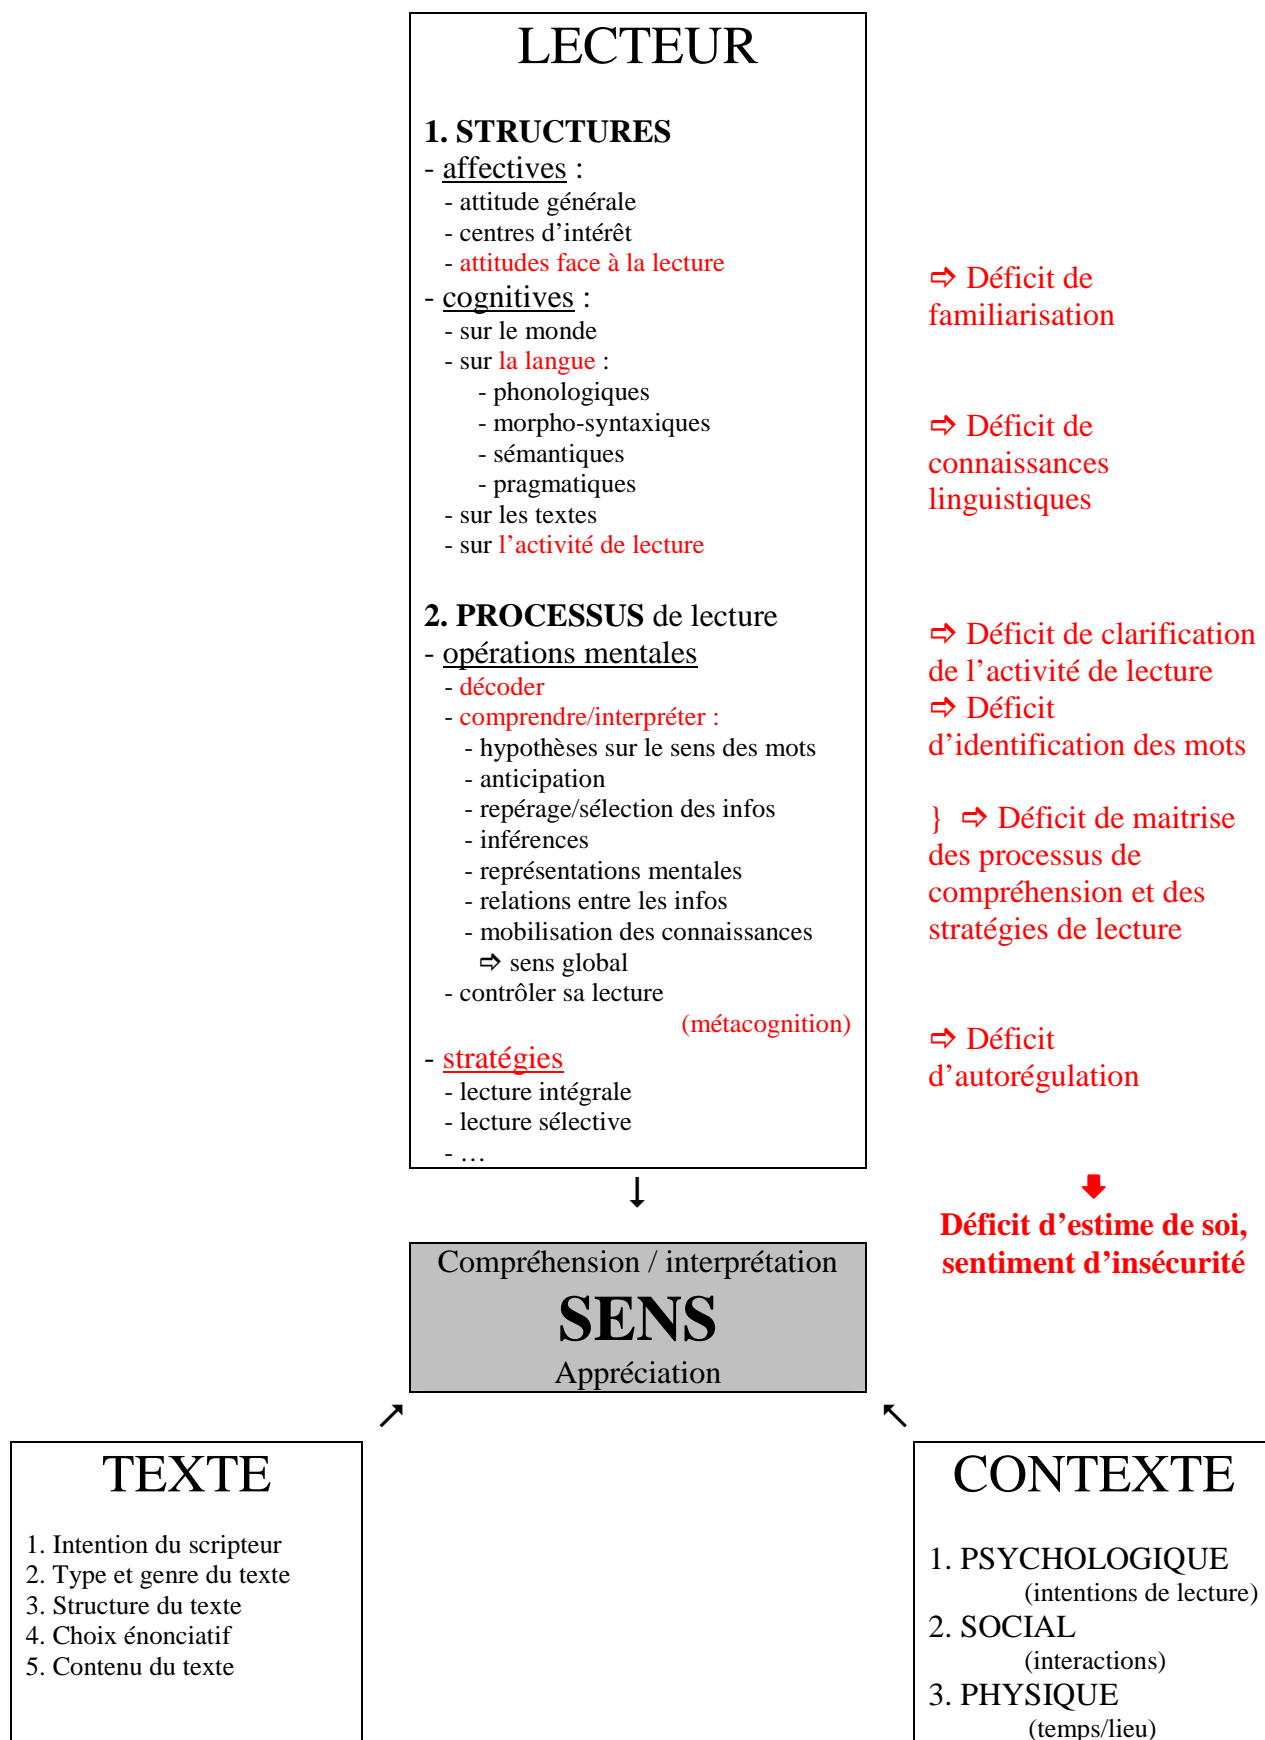 LECTEUR
1. STRUCTURES
- affectives :
- attitude générale
- centres d'intérêt
- attitudes face à la lecture
- cognitives :
- sur le monde
- sur la langue :
- phonologiques
- morpho-syntaxiques
- sémantiques
- pragmatiques
- sur les textes
- sur l'activité de lecture
2. PROCESSUS de lecture
- opérations mentales
- décoder
- comprendre/interpréter :
- hypothèses sur le sens des mots
- anticipation
- repérage/sélection des infos
- inférences
- représentations mentales
- relations entre les infos
- mobilisation des connaissances
⇨ sens global
- contrôler sa lecture
(métacognition)
- stratégies
- lecture intégrale
- lecture sélective
- …
⇨ Déficit de
familiarisation
⇨ Déficit de
connaissances
linguistiques
⇨ Déficit de clarification
de l'activité de lecture
⇨ Déficit
d'identification des mots
} ⇨ Déficit de maitrise
des processus de
compréhension et des
stratégies de lecture
⇨ Déficit
d'autorégulation
Déficit d'estime de soi,
sentiment d'insécurité
Compréhension / interprétation
SENS
Appréciation
TEXTE
1. Intention du scripteur
2. Type et genre du texte
3. Structure du texte
4. Choix énonciatif
5. Contenu du texte
CONTEXTE
1. PSYCHOLOGIQUE
(intentions de lecture)
2. SOCIAL
(interactions)
3. PHYSIQUE
(temps/lieu)